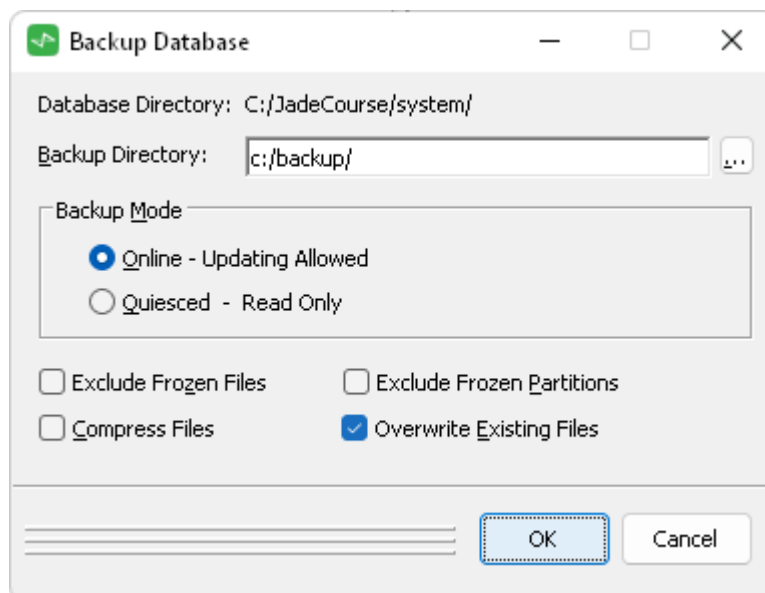 Backup Database
Database Directory: C:/JadeCourse/system/
Backup Directory: c:/backup/ ...
Backup Mode
Online - Updating Allowed
Quiesced - Read Only
Exclude Frozen Files Exclude Frozen Partitions
Compress Files Overwrite Existing Files
OK Cancel